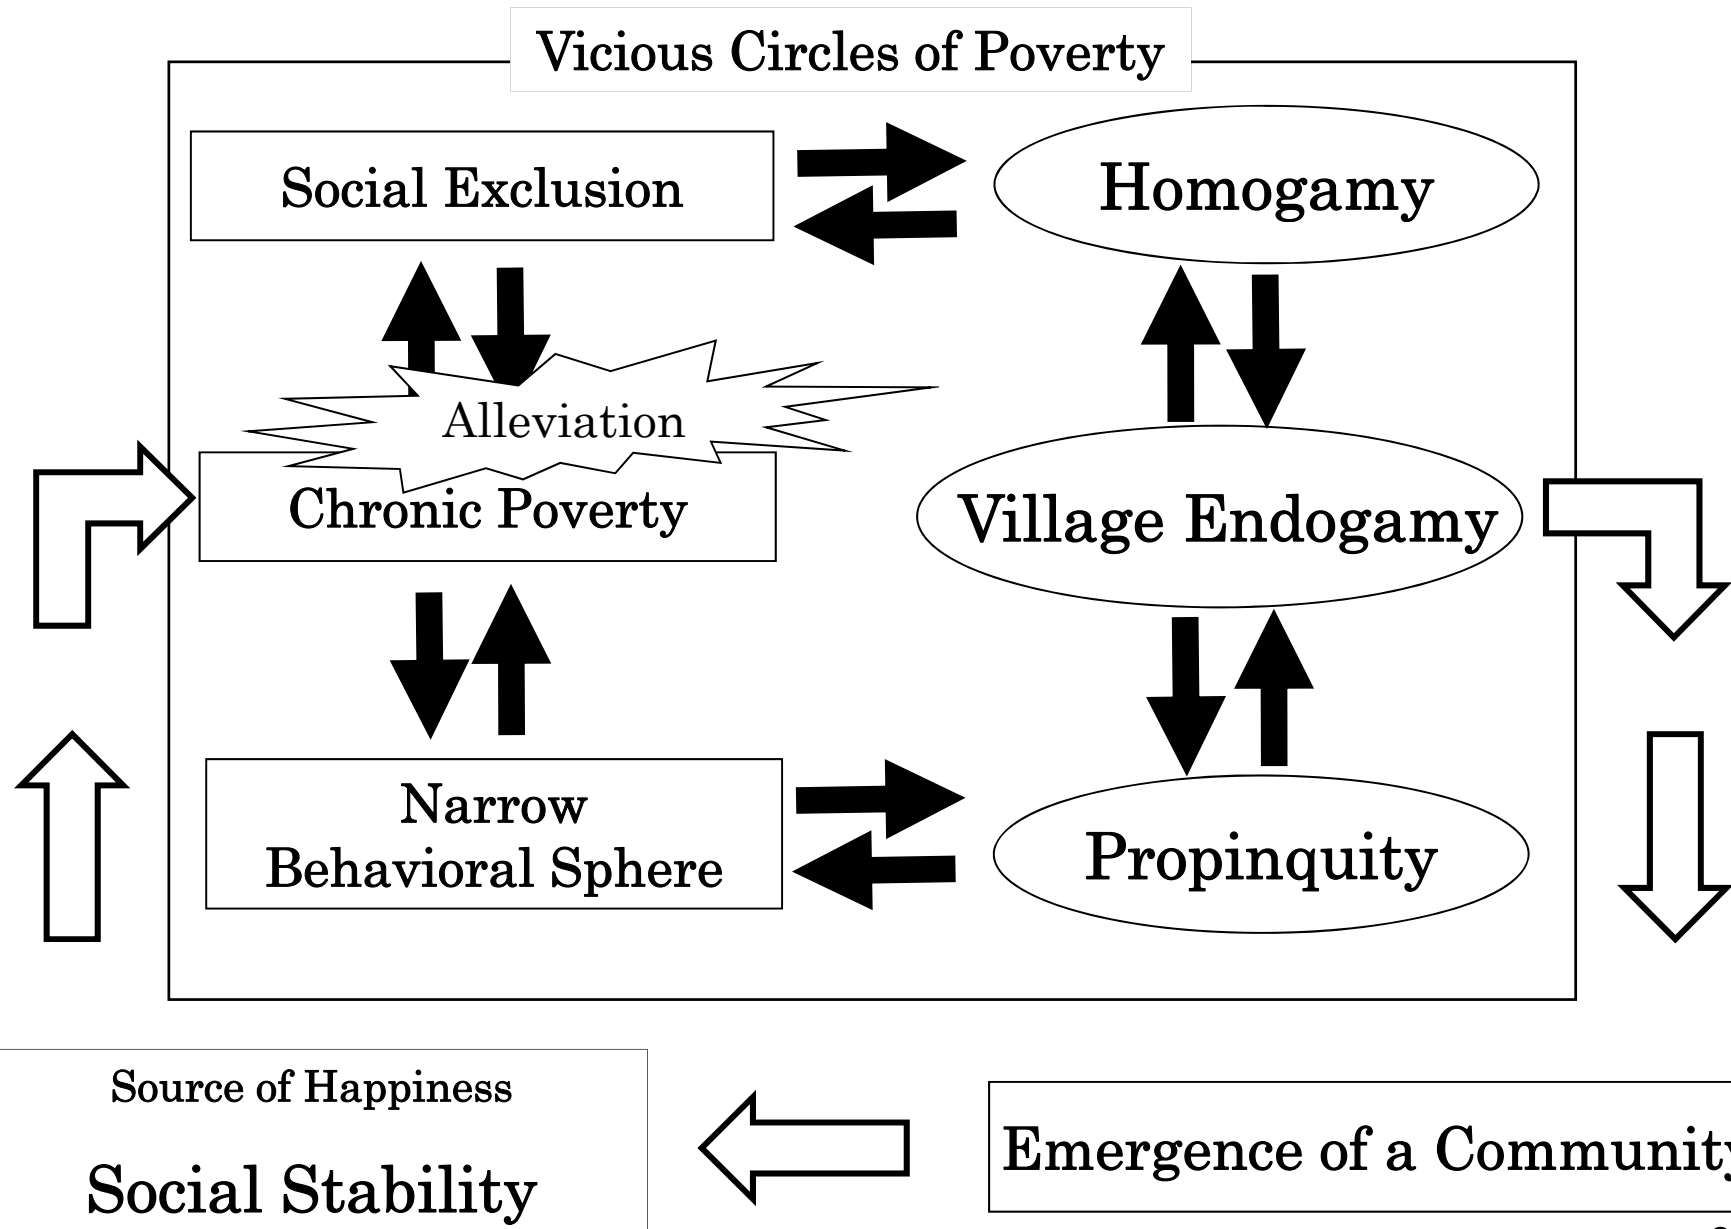 Vicious Circles of Poverty
Social Exclusion
Homogamy
Alleviation
Chronic Poverty
Village Endogamy
Narrow
Behavioral Sphere
Propinquity
Source of Happiness
Social Stability
Emergence of a Community